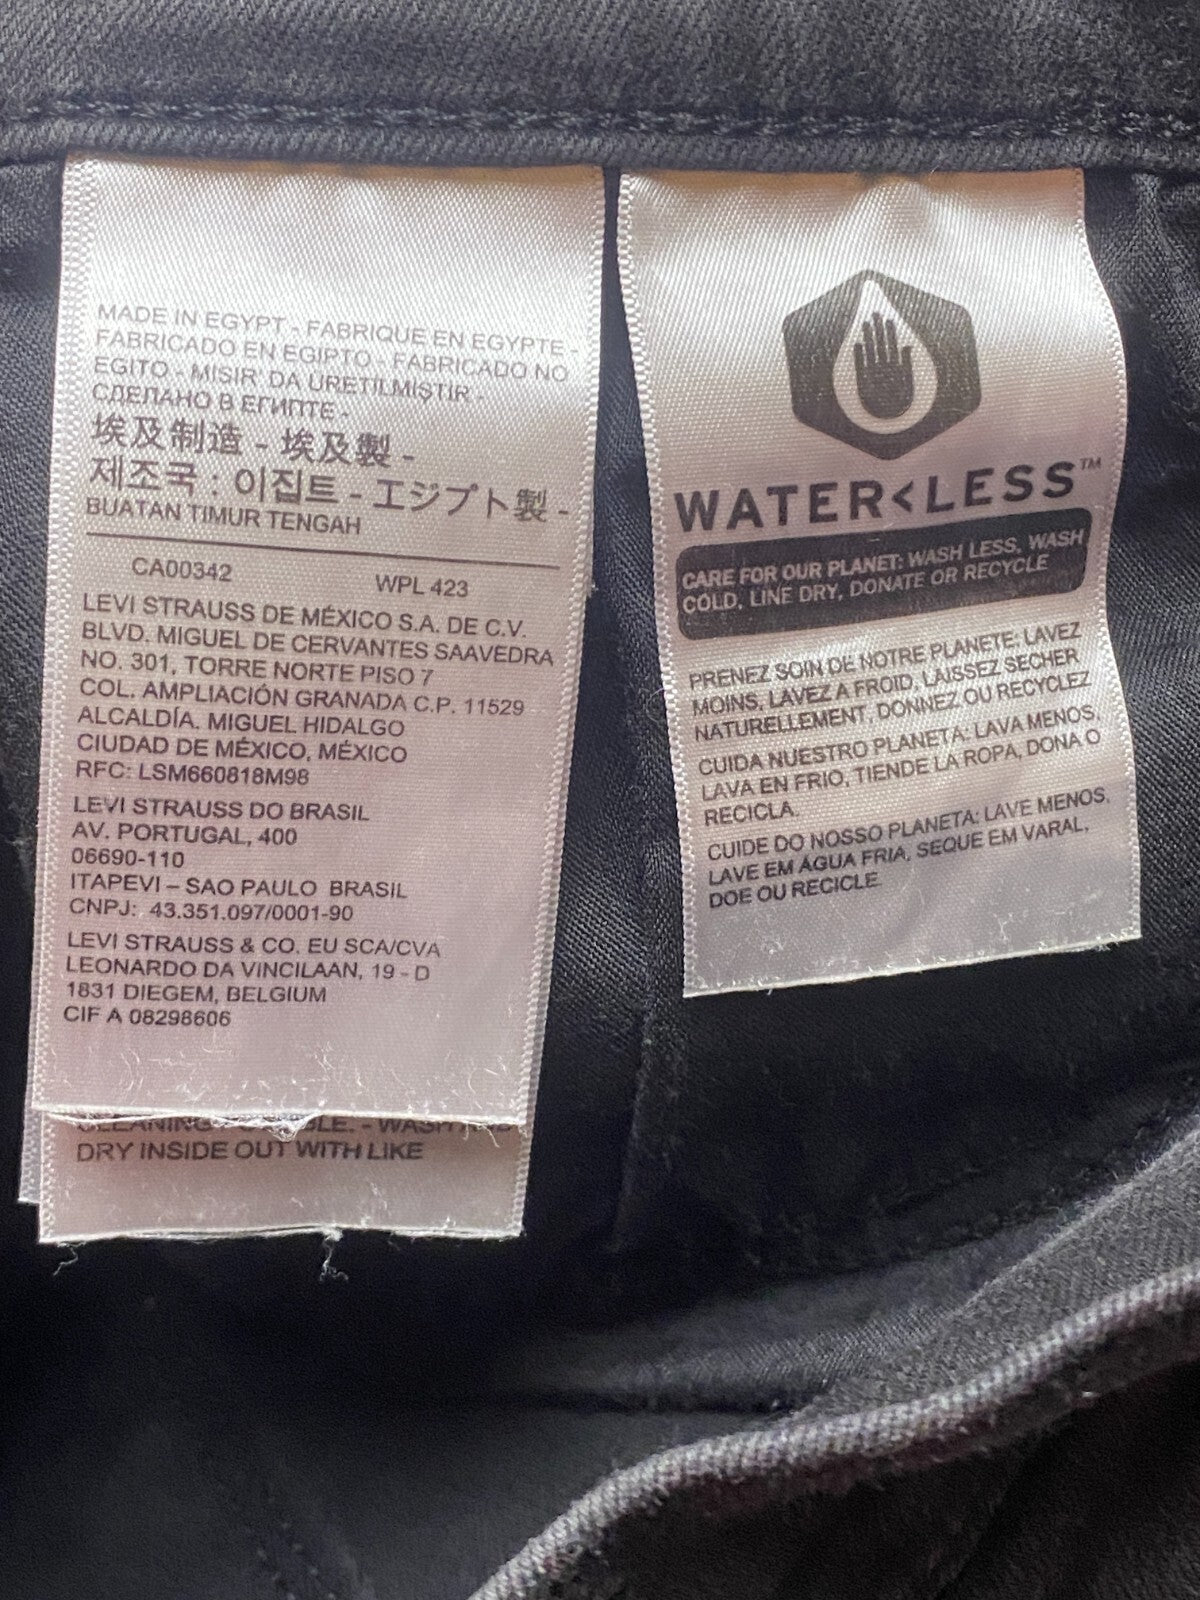 MADE IN EGYPT - FABRIQUE EN EGYPTE -
FABRICADO EN EGIPTO - FABRICADO NO
EGITO - MISIR' DA ÜRETILMIŞTIR -
СДЕЛАНО В ЕГИПТЕ -
埃及制造 - 埃及製 -
제조국 : 이집트 - エジプト製 -
BUATAN TIMUR TENGAH
CA00342 WPL 423
LEVI STRAUSS DE MÉXICO S.A. DE C.V.
BLVD. MIGUEL DE CERVANTES SAAVEDRA
NO. 301, TORRE NORTE PISO 7
COL. AMPLIACIÓN GRANADA C.P. 11529
ALCALDÍA. MIGUEL HIDALGO
CIUDAD DE MÉXICO, MÉXICO
RFC: LSM660818M98
LEVI STRAUSS DO BRASIL
AV. PORTUGAL, 400
06690-110
ITAPEVI – SAO PAULO BRASIL
CNPJ: 43.351.097/0001-90
LEVI STRAUSS & CO. EU SCA/CVA
LEONARDO DA VINCILAAN, 19 - D
1831 DIEGEM, BELGIUM
CIF A 08298606
CLEANING - WASH
DRY INSIDE OUT WITH LIKE
WATER<LESS™
CARE FOR OUR PLANET: WASH LESS, WASH
COLD, LINE DRY, DONATE OR RECYCLE
PRENEZ SOIN DE NOTRE PLANETE: LAVEZ
MOINS, LAVEZ A FROID, LAISSEZ SECHER
NATURELLEMENT, DONNEZ OU RECYCLEZ
CUIDA NUESTRO PLANETA: LAVA MENOS,
LAVA EN FRIO, TIENDE LA ROPA, DONA O
RECICLA.
CUIDE DO NOSSO PLANETA: LAVE MENOS,
LAVE EM ÁGUA FRIA, SEQUE EM VARAL,
DOE OU RECICLE.